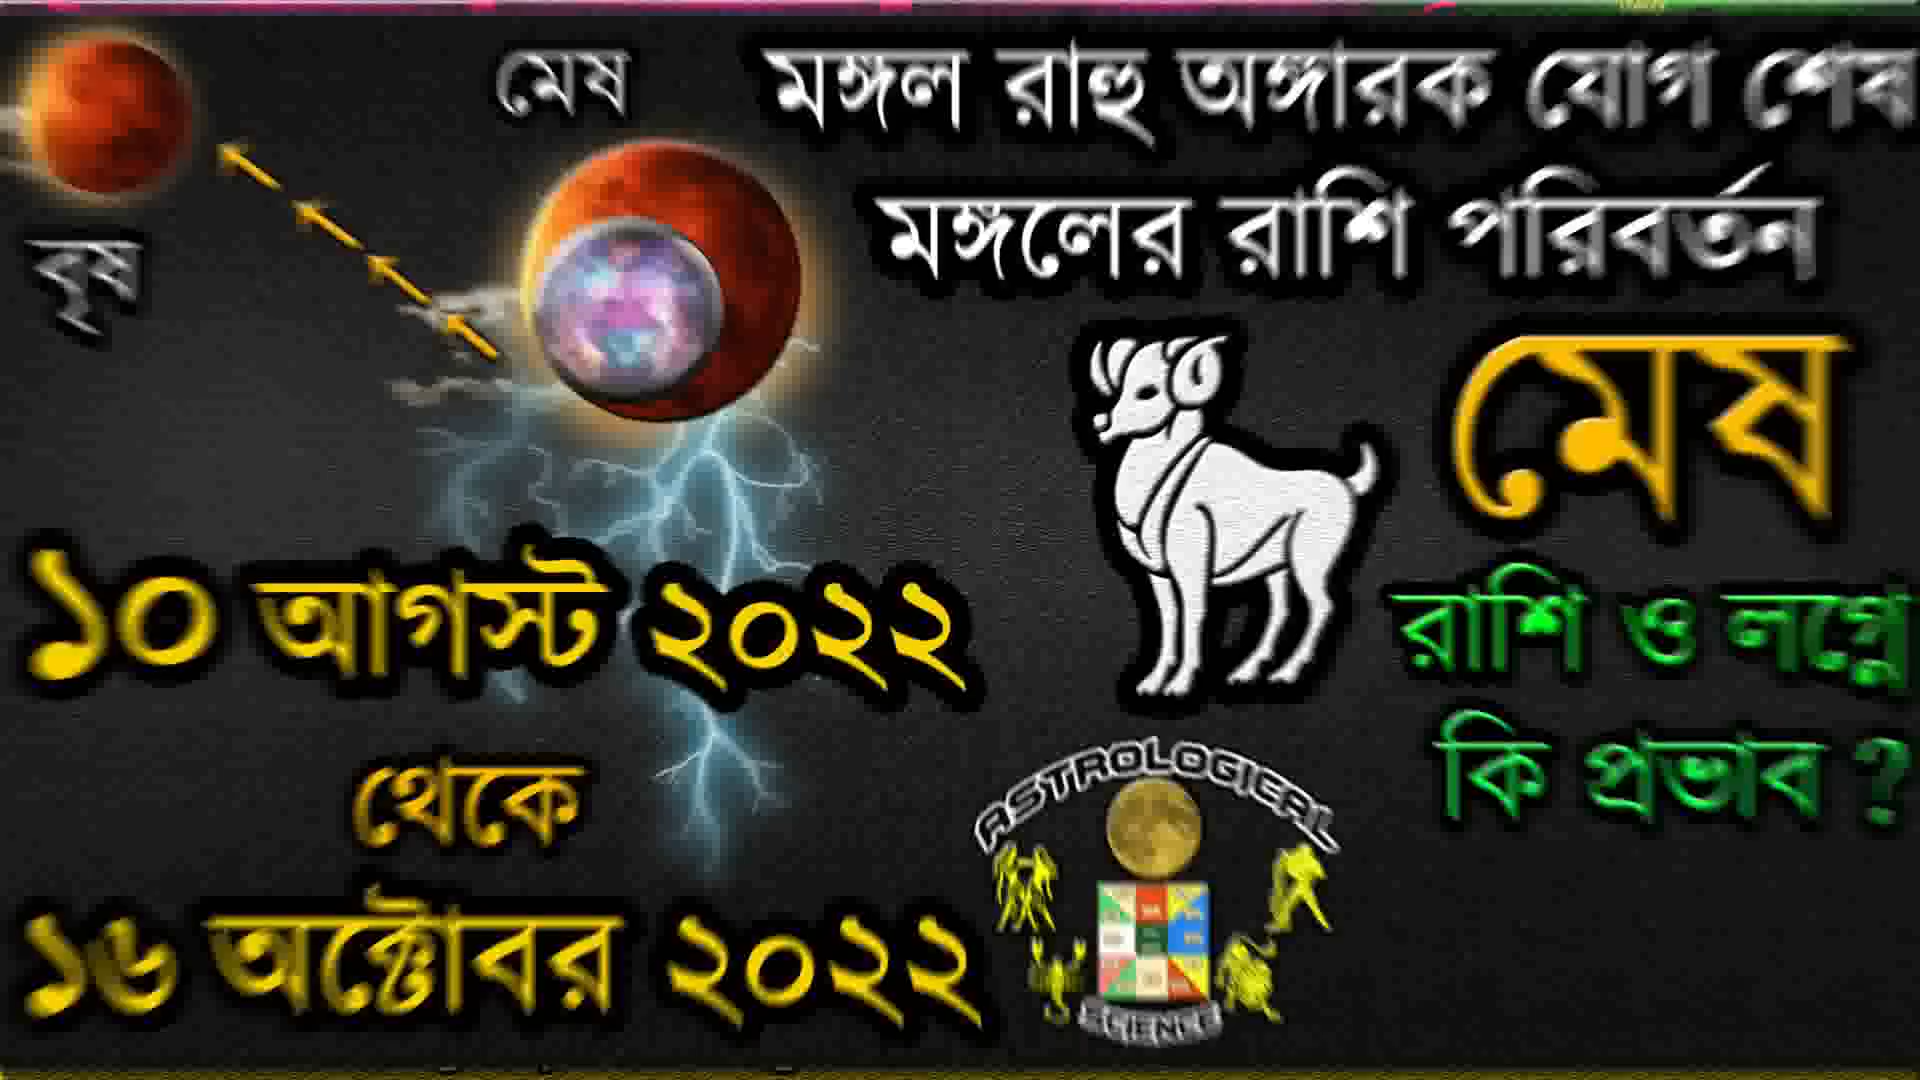 মেষ
মঙ্গল রাহু অঙ্গারক যোগ শেষ
মঙ্গলের রাশি পরিবর্তন
বৃষ
মেষ
রাশি ও লগ্নে
কি প্রভাব ?
১০ আগস্ট ২০২২
থেকে
১৬ অক্টোবর ২০২২
ASTROLOGICAL
SCIENCE